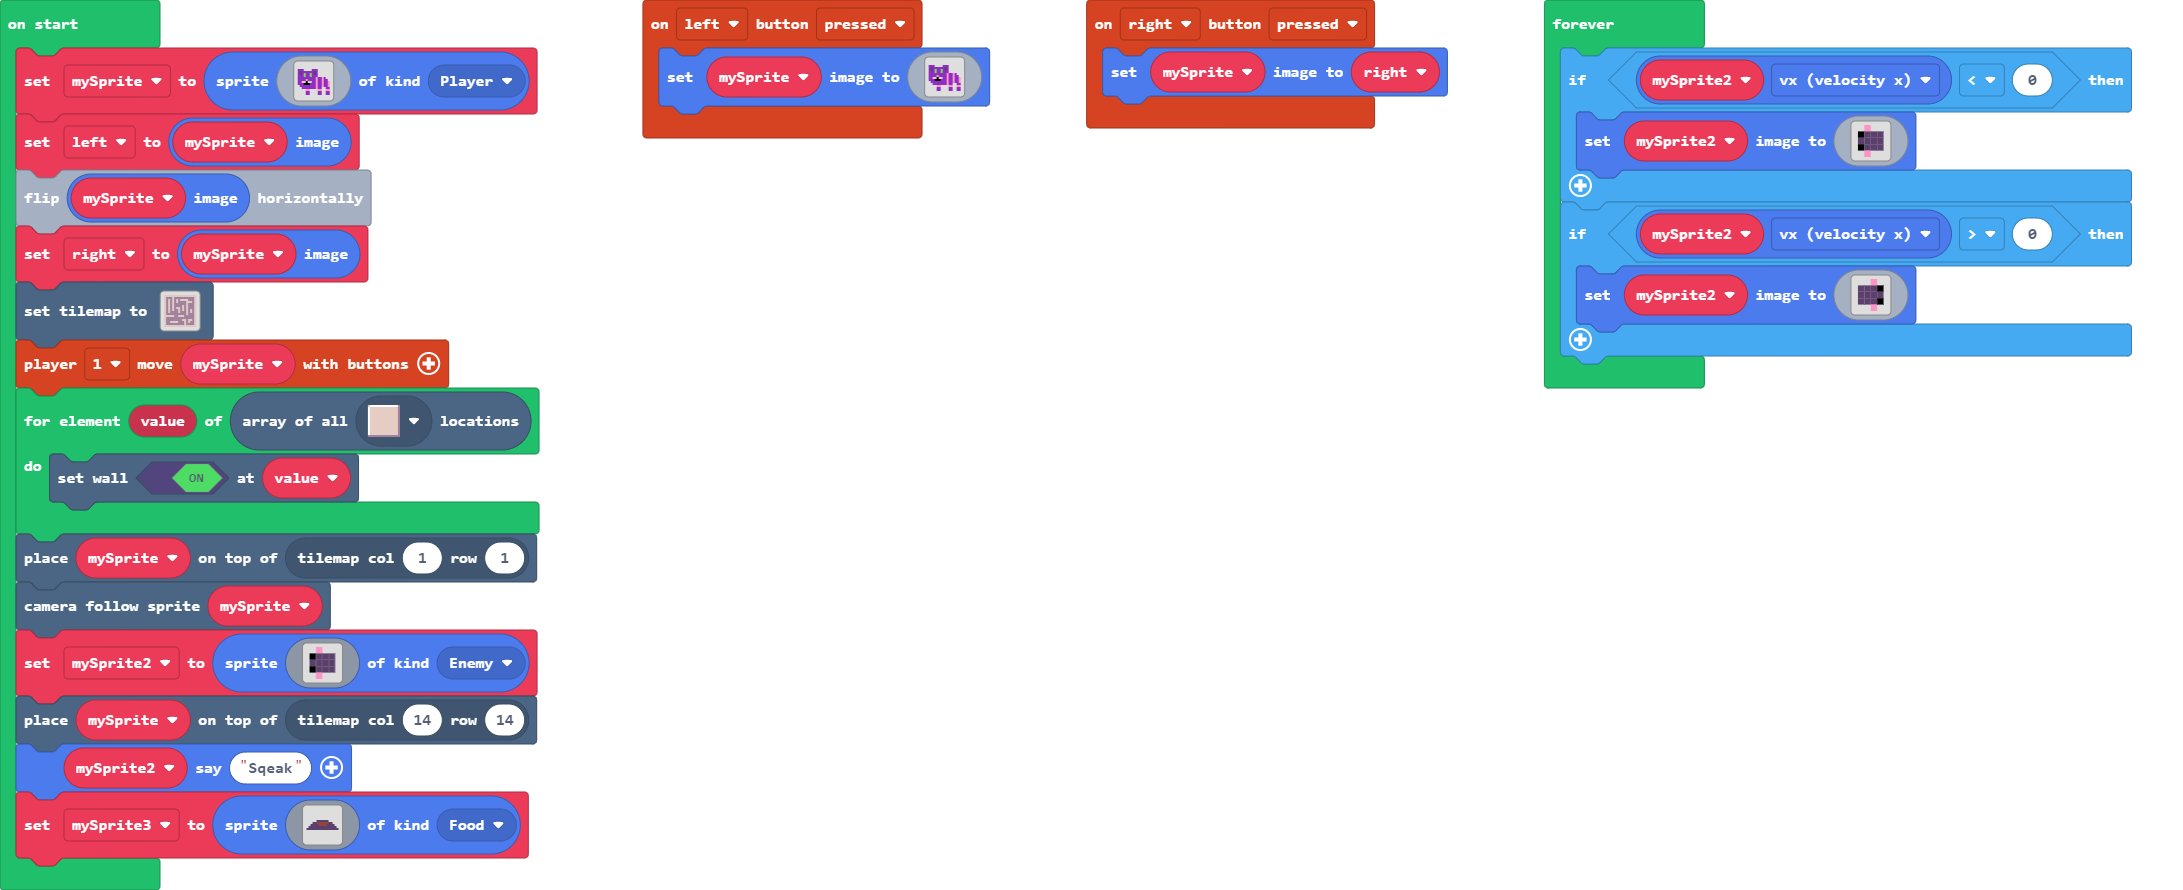 on start
set mySprite to sprite of kind Player
set left to mySprite image
flip mySprite image horizontally
set right to mySprite image
set tilemap to
player 1 move mySprite with buttons
for element value of array of all locations
do set wall ON at value
place mySprite on top of tilemap col 1 row 1
camera follow sprite mySprite
set mySprite2 to sprite of kind Enemy
place mySprite on top of tilemap col 14 row 14
mySprite2 say "Sqeak"
set mySprite3 to sprite of kind Food
on left button pressed
set mySprite image to
on right button pressed
set mySprite image to right
forever
if mySprite2 vx (velocity x) < 0 then
set mySprite2 image to
if mySprite2 vx (velocity x) > 0 then
set mySprite2 image to